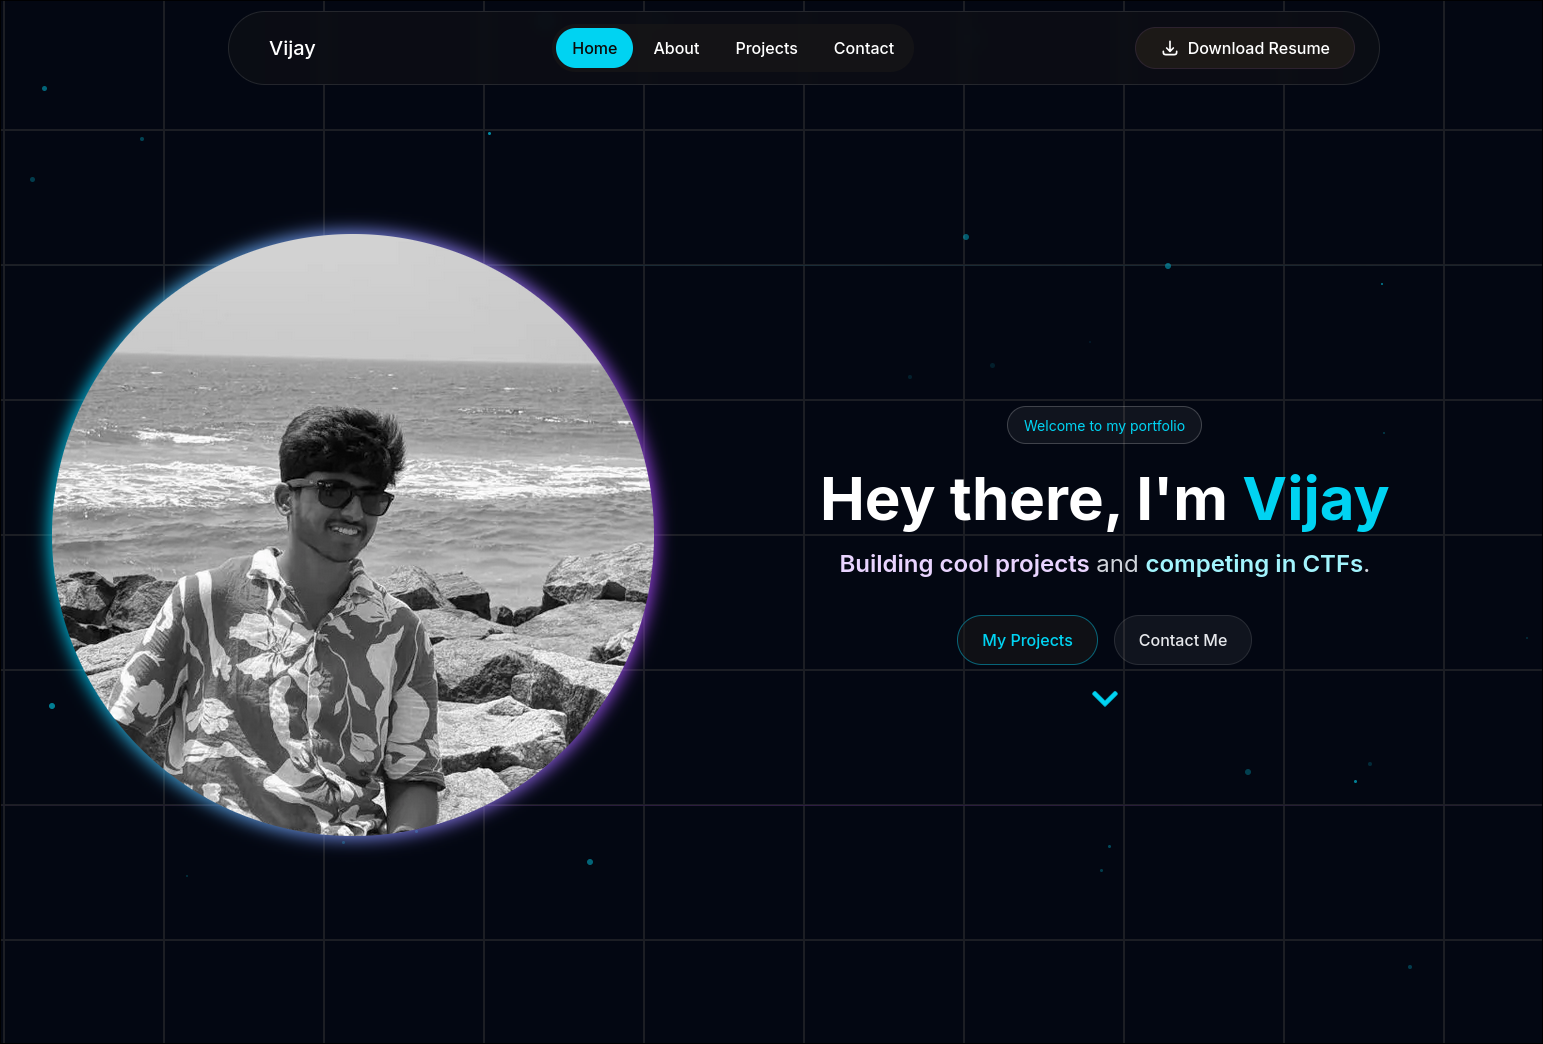 Vijay
Home About Projects Contact
Download Resume
Welcome to my portfolio
Hey there, I'm Vijay
Building cool projects and competing in CTFs.
My Projects Contact Me